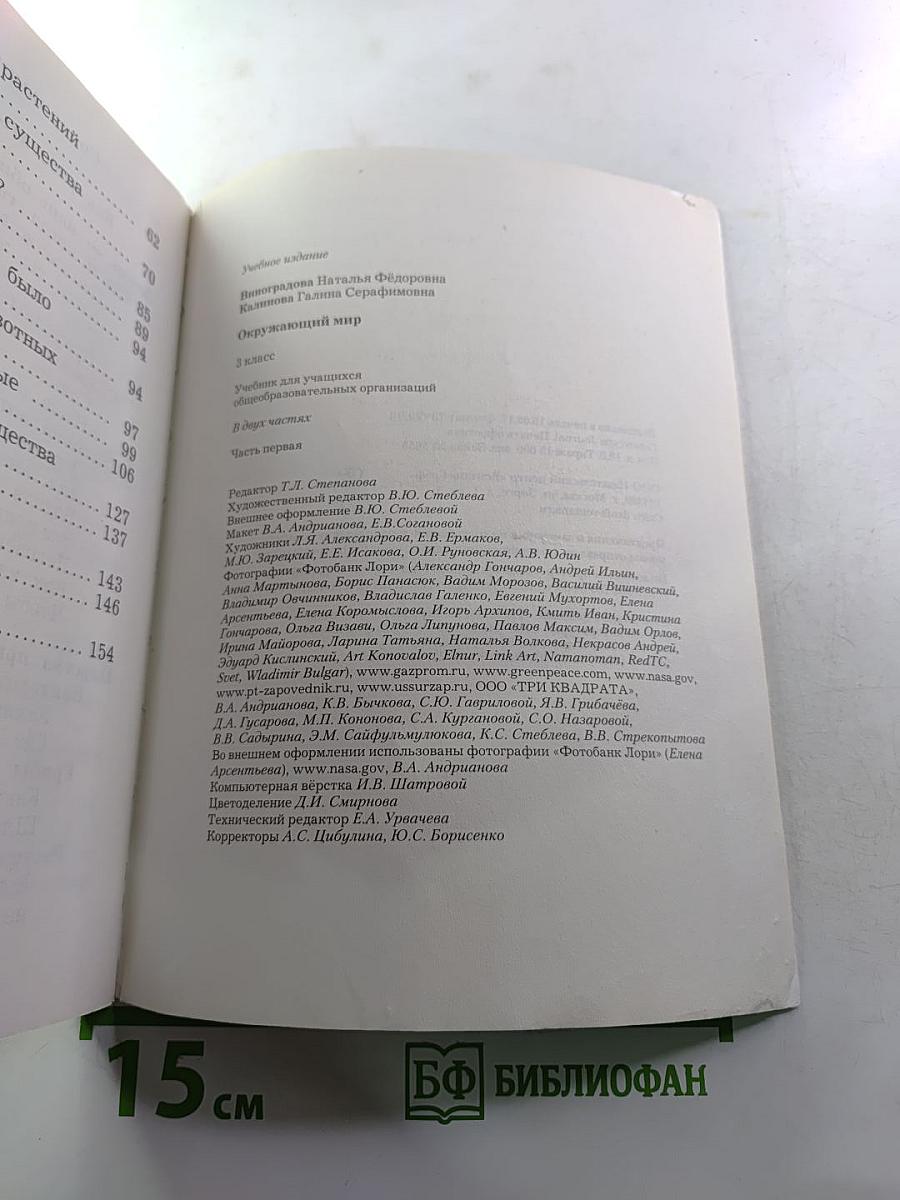 растений
существа
62
70
85
было
89
94
94
97
99
106
127
137
143
146
154
Учебное издание
Виноградова Наталья Фёдоровна
Калинова Галина Серафимовна
Окружающий мир
3 класс
Учебник для учащихся
общеобразовательных организаций
В двух частях
Часть первая
Редактор Т.Л. Степанова
Художественный редактор В.Ю. Стеблева
Внешнее оформление В.Ю. Стеблевой
Макет В.А. Андрианова, Е.В.Согановой
Художники Л.Я. Александрова, Е.В. Ермаков,
М.Ю. Зарецкий, Е.Е. Исакова, О.И. Руновская, А.В. Юдин
Фотографии «Фотобанк Лори» (Александр Гончаров, Андрей Ильин,
Анна Мартынова, Борис Панасюк, Вадим Морозов, Василий Вишневский,
Владимир Овчинников, Владислав Галенко, Евгений Мухортов, Елена
Арсентьева, Елена Коромыслова, Игорь Архипов, Кмить Иван, Кристина
Гончарова, Ольга Визави, Ольга Липунова, Павлов Максим, Вадим Орлов,
Ирина Майорова, Ларина Татьяна, Наталья Волкова, Некрасов Андрей,
Эдуард Кислинский, Art Konovalov, Elnur, Link Art, Natanoman, RedTC,
Svet, Wladimir Bulgar), www.gazprom.ru, www.greenpeace.com, www.nasa.gov,
www.pt-zapovednik.ru, www.ussurzap.ru, ООО «ТРИ КВАДРАТА»,
В.А. Андрианова, К.В. Бычкова, С.Ю. Гавриловой, Я.В. Грибачёва,
Д.А. Гусарова, М.П. Кононова, С.А. Кургановой, С.О. Назаровой,
В.В. Садырина, Э.М. Сайфульмулюкова, К.С. Стеблева, В.В. Стрекопытова
Во внешнем оформлении использованы фотографии «Фотобанк Лори» (Елена
Арсентьева), www.nasa.gov, В.А. Андрианова
Компьютерная вёрстка И.В. Шатровой
Цветоделение Д.И. Смирнова
Технический редактор Е.А. Урвачева
Корректоры А.С. Цибулина, Ю.С. Борисенко
15 см
БФ БИБЛИОФАН